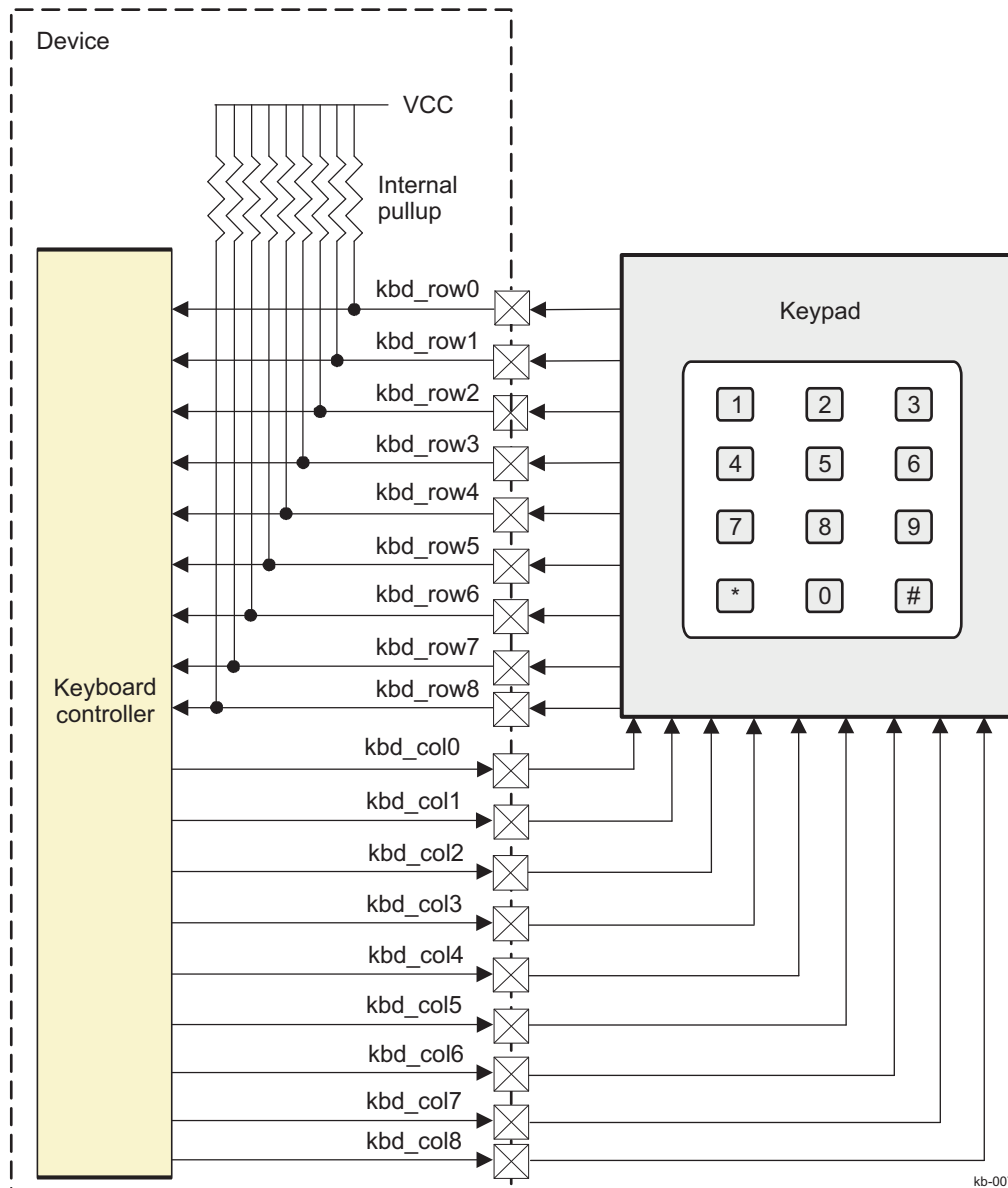 Device
VCC
Internal
pullup
kbd_row0
Keypad
kbd_row1
kbd_row2
1 2 3
kbd_row3
4 5 6
kbd_row4
kbd_row5
7 8 9
kbd_row6
* 0 #
kbd_row7
kbd_row8
Keyboard
controller
kbd_col0
kbd_col1
kbd_col2
kbd_col3
kbd_col4
kbd_col5
kbd_col6
kbd_col7
kbd_col8
kb-00